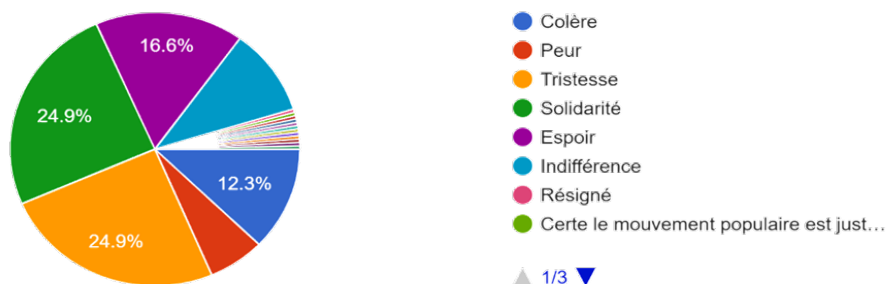 16.6%
24.9%
12.3%
24.9%
Colère
Peur
Tristesse
Solidarité
Espoir
Indifférence
Résigné
Certe le mouvement populaire est just…
1/3